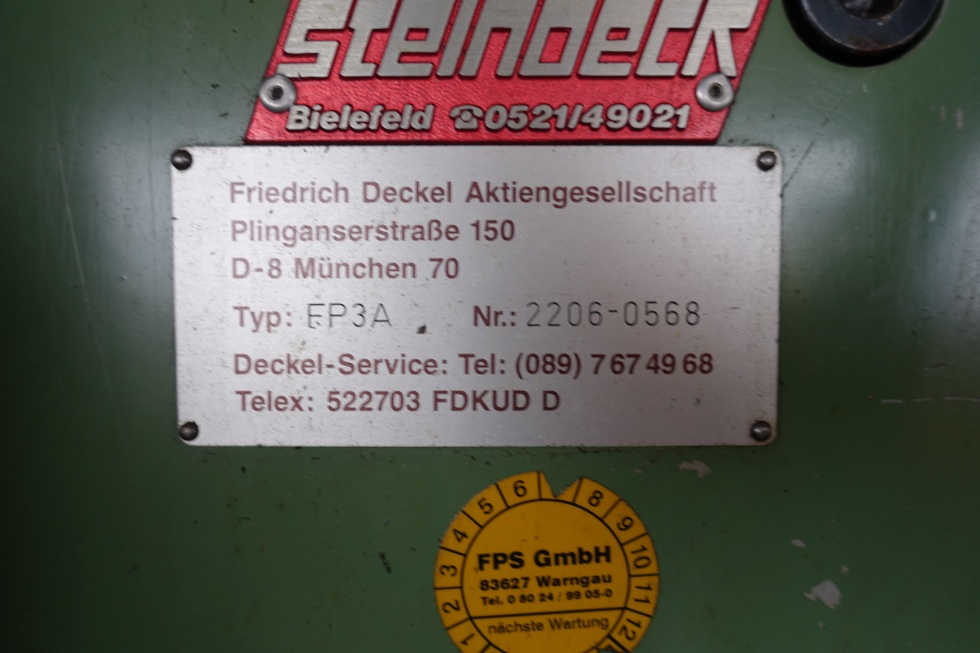 Steinbeck
Bielefeld ☎0521/49021
Friedrich Deckel Aktiengesellschaft
Plinganserstraße 150
D-8 München 70
Typ: FP3A Nr.: 2206-0568
Deckel-Service: Tel: (089) 7 67 49 68
Telex: 522703 FDKUD D
1 2 3 4 5 6 8 9 10 11 12
FPS GmbH
83627 Warngau
Tel. 0 80 24 / 99 05-0
nächste Wartung